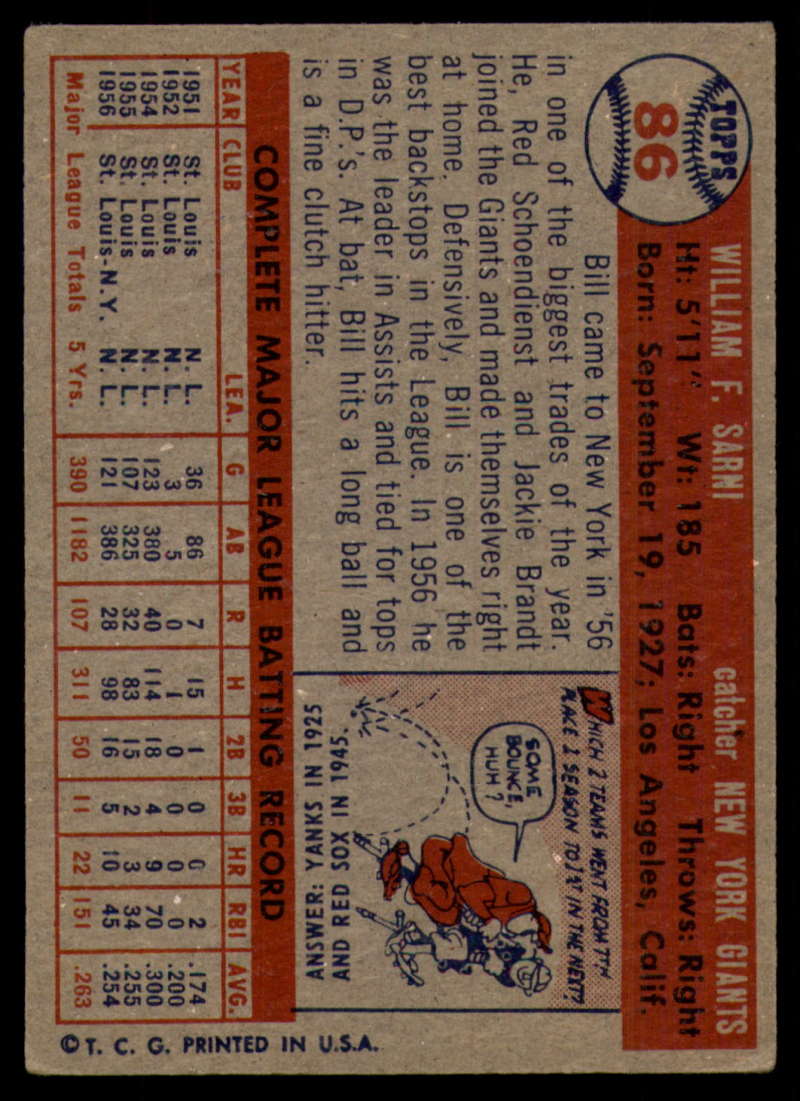 TOPPS
86
WILLIAM F. SARNI catcher NEW YORK GIANTS
Ht: 5'11" Wt: 185 Bats: Right Throws: Right
Born: September 19, 1927; Los Angeles, Calif.
Bill came to New York in '56
in one of the biggest trades of the year.
He, Red Schoendienst and Jackie Brandt
joined the Giants and made themselves right
at home. Defensively, Bill is one of the
best backstops in the League. In 1956 he
was the leader in Assists and tied for tops
in D.P.'s. At bat, Bill hits a long ball and
is a fine clutch hitter.
WHICH 2 TEAMS WENT FROM 7TH
PLACE 1 SEASON TO 1ST IN THE NEXT?
SOME
BOUNCE,
HUH?
ANSWER: YANKS IN 1925
AND RED SOX IN 1945.
COMPLETE MAJOR LEAGUE BATTING RECORD
YEAR CLUB LEA. G AB R H 2B 3B HR RBI AVG.
1951 St. Louis N. L. 36 86 7 15 1 0 0 2 .174
1952 St. Louis N. L. 3 5 0 1 0 0 0 0 .200
1954 St. Louis N. L. 123 380 40 114 18 4 9 70 .300
1955 St. Louis N. L. 107 325 32 83 15 2 3 34 .255
1956 St. Louis-N.Y. N. L. 121 386 28 98 16 5 10 45 .254
Major League Totals 5 Yrs. 390 1182 107 311 50 11 22 151 .263
© T. C. G. PRINTED IN U.S.A.